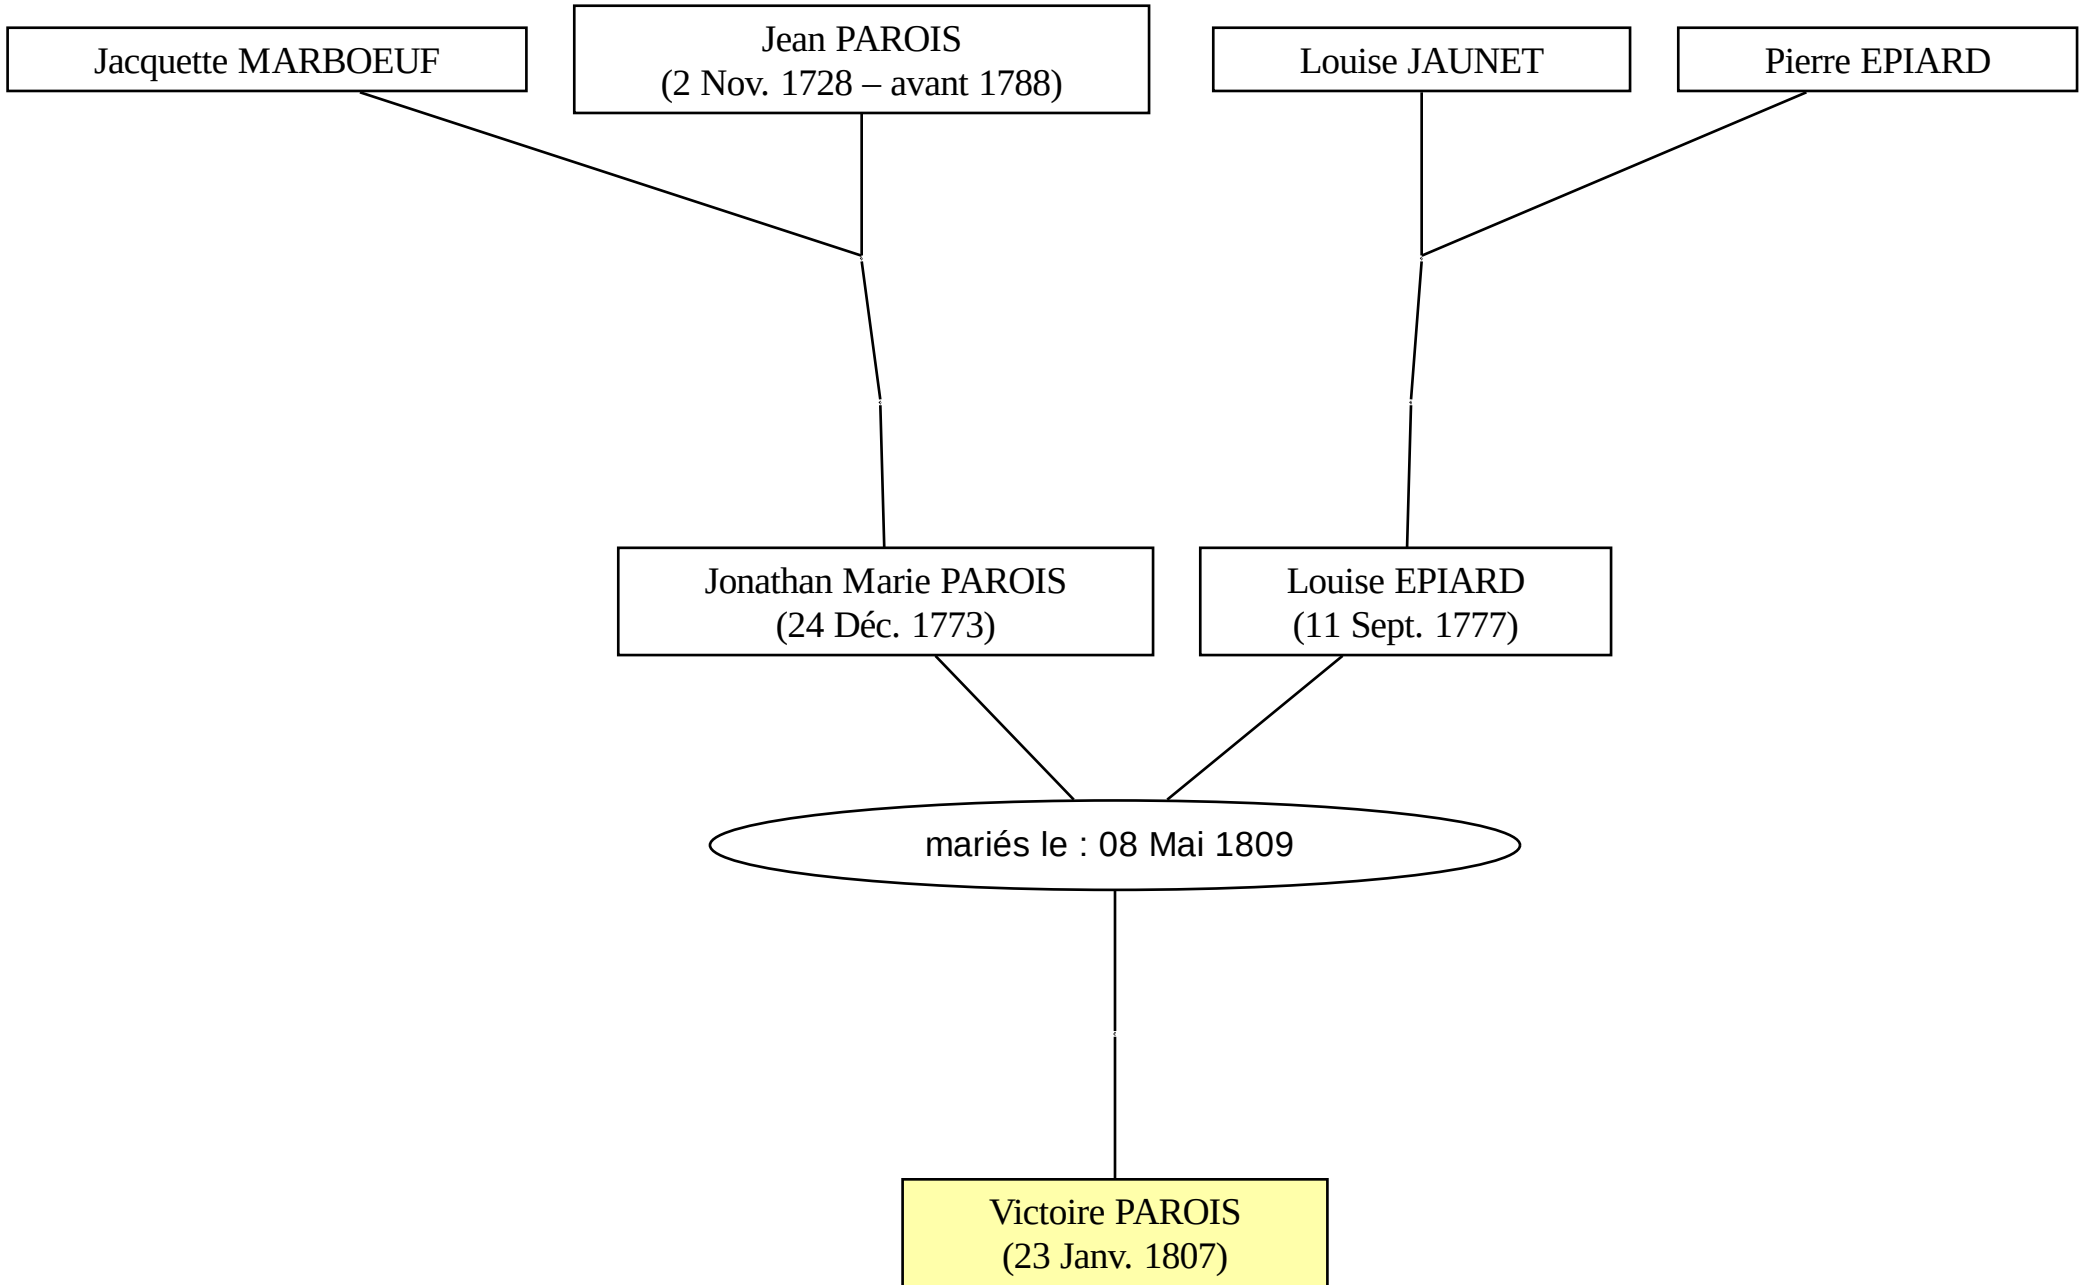 Jacquette MARBOEUF
Jean PAROIS
(2 Nov. 1728 – avant 1788)
Louise JAUNET
Pierre EPIARD
Jonathan Marie PAROIS
(24 Déc. 1773)
Louise EPIARD
(11 Sept. 1777)
mariés le : 08 Mai 1809
Victoire PAROIS
(23 Janv. 1807)